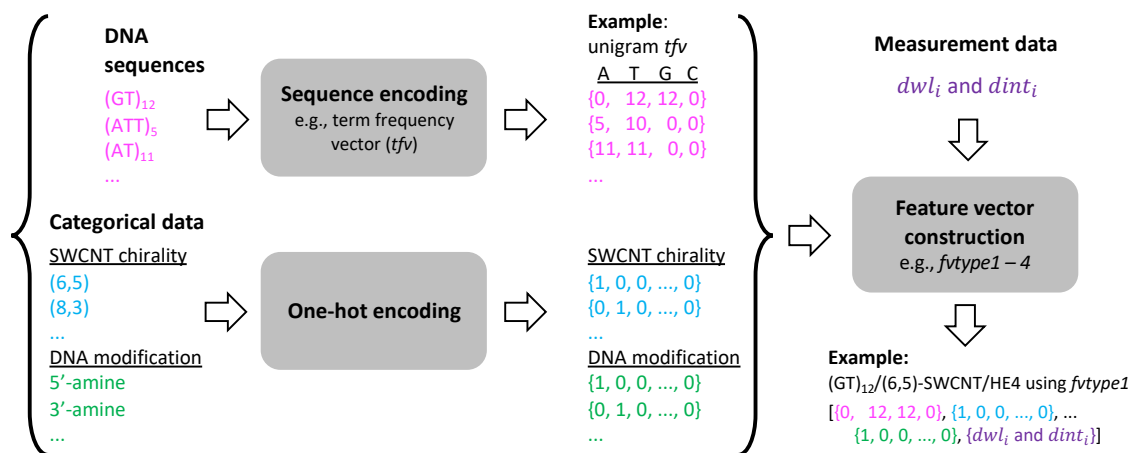 DNA
sequences
(GT)₁₂
(ATT)₅
(AT)₁₁
...
Sequence encoding
e.g., term frequency
vector (tfv)
Example:
unigram tfv
A T G C
{0, 12, 12, 0}
{5, 10, 0, 0}
{11, 11, 0, 0}
...
Categorical data
SWCNT chirality
(6,5)
(8,3)
...
DNA modification
5′-amine
3′-amine
...
One-hot encoding
SWCNT chirality
{1, 0, 0, ..., 0}
{0, 1, 0, ..., 0}
...
DNA modification
{1, 0, 0, ..., 0}
{0, 1, 0, ..., 0}
...
Measurement data
dwlᵢ and dintᵢ
Feature vector
construction
e.g., fvtype1 – 4
Example:
(GT)₁₂/(6,5)-SWCNT/HE4 using fvtype1
[{0, 12, 12, 0}, {1, 0, 0, ..., 0}, ...
{1, 0, 0, ..., 0}, {dwlᵢ and dintᵢ}]